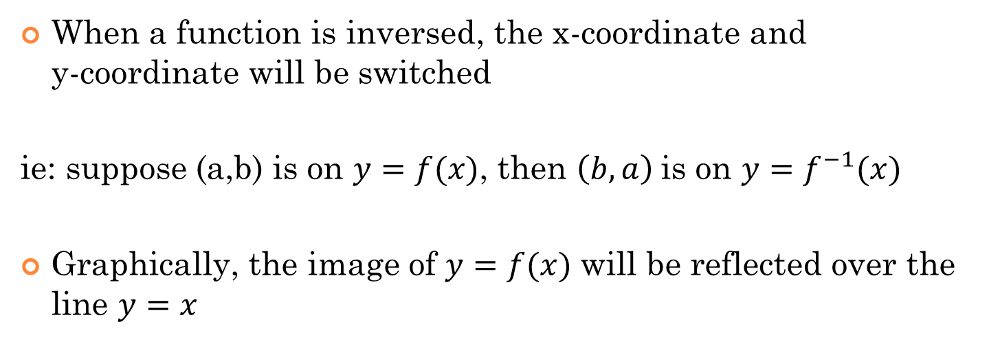 When a function is inversed, the x-coordinate and
y-coordinate will be switched
ie: suppose (a,b) is on y = f(x), then (b, a) is on y = f⁻¹(x)
Graphically, the image of y = f(x) will be reflected over the
line y = x